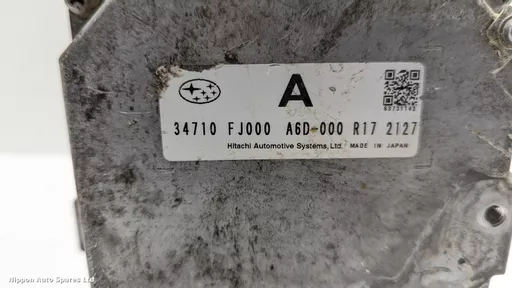 A
34710 FJ000 A6D-000 R17 2127
Hitachi Automotive Systems, Ltd. MADE IN JAPAN
Nippon Auto Spares Ltd